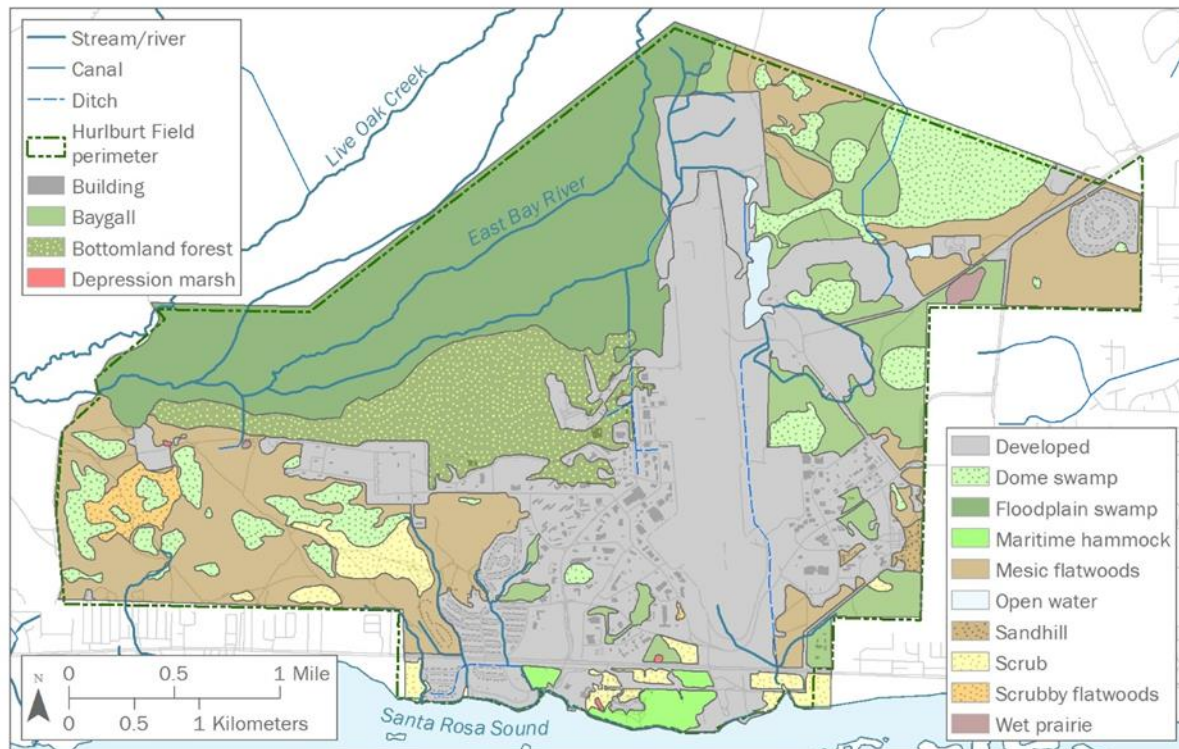 Stream/river
Canal
Ditch
Hurlburt Field
perimeter
Building
Baygall
Bottomland forest
Depression marsh
Live Oak Creek
East Bay River
Developed
Dome swamp
Floodplain swamp
Maritime hammock
Mesic flatwoods
Open water
Sandhill
Scrub
Scrubby flatwoods
Wet prairie
N
0 0.5 1 Mile
0 0.5 1 Kilometers
Santa Rosa Sound